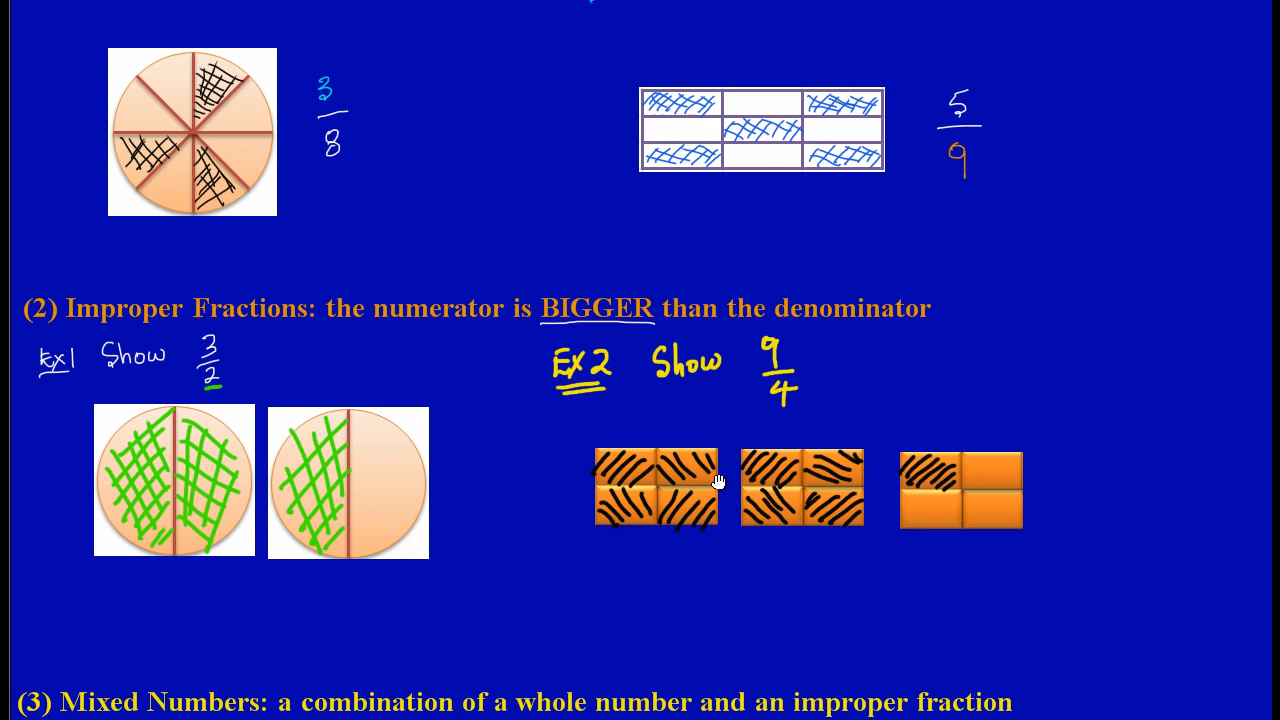 3
8
5
9
(2) Improper Fractions: the numerator is BIGGER than the denominator
Ex1 Show 3/2
Ex2 Show 9/4
(3) Mixed Numbers: a combination of a whole number and an improper fraction